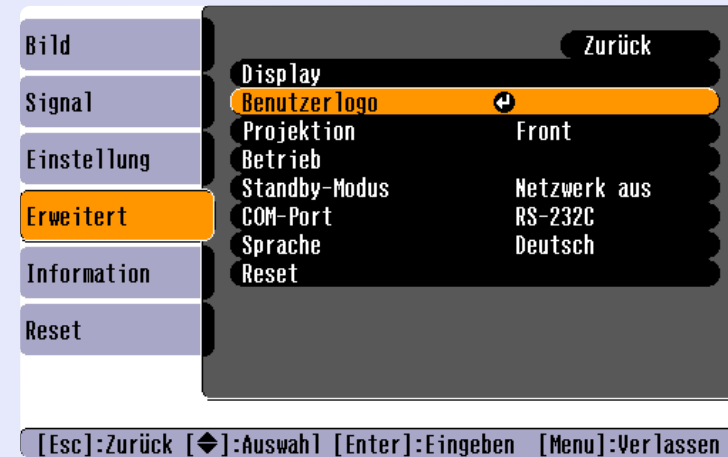 Bild
Signal
Einstellung
Erweitert
Information
Reset
Zurück
Display
Benutzerlogo
Projektion Front
Betrieb
Standby-Modus Netzwerk aus
COM-Port RS-232C
Sprache Deutsch
Reset
[Esc]:Zurück [◆]:Auswahl [Enter]:Eingeben [Menu]:Verlassen